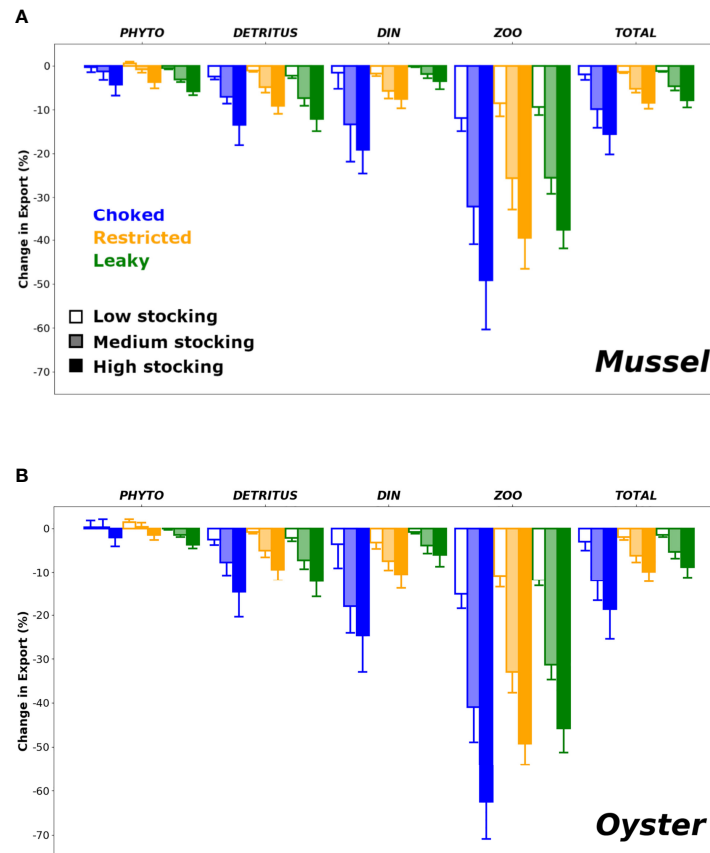 A
PHYTO DETRITUS DIN ZOO TOTAL
0
-10
-20
-30
-40
-50
-60
-70
Change in Export (%)
Choked
Restricted
Leaky
Low stocking
Medium stocking
High stocking
Mussel
B
PHYTO DETRITUS DIN ZOO TOTAL
0
-10
-20
-30
-40
-50
-60
-70
Change in Export (%)
Oyster